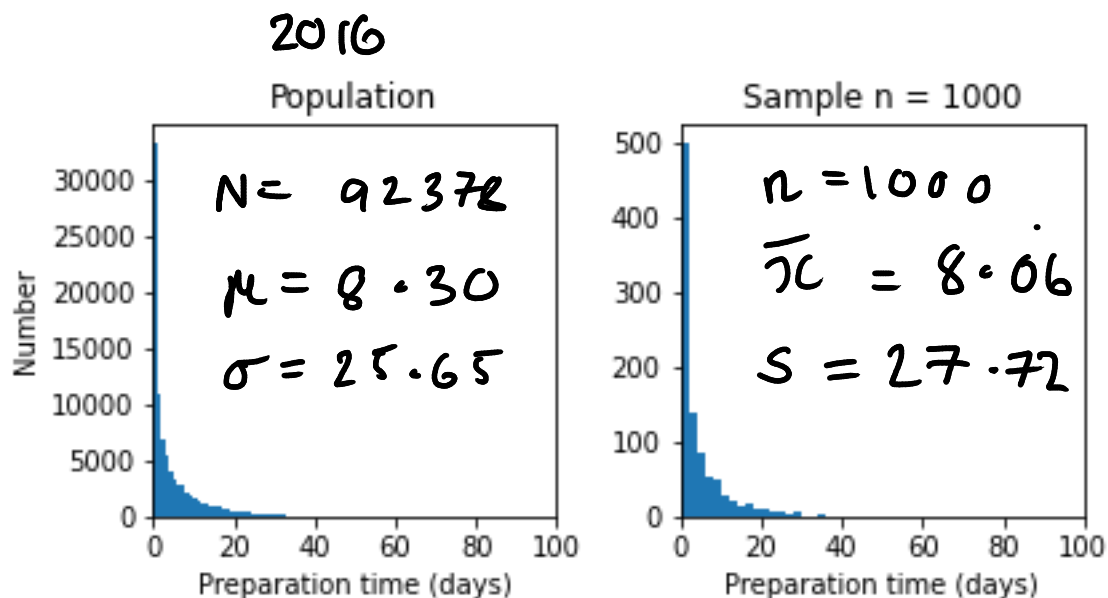 2016
Population
Number
30000
25000
20000
15000
10000
5000
0
0 20 40 60 80 100
Preparation time (days)
N = 92378
μ = 8.30
σ = 25.65
Sample n = 1000
500
400
300
200
100
0
0 20 40 60 80 100
Preparation time (days)
n = 1000
x̄ = 8.06
S = 27.72